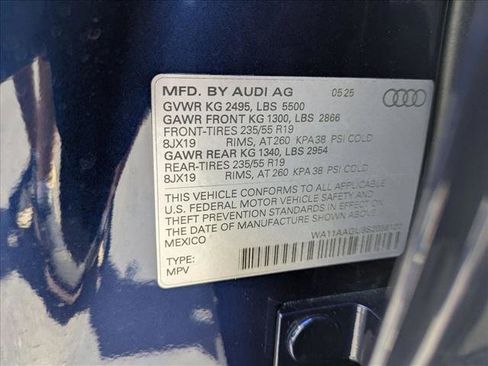 MFD. BY AUDI AG 05 25
GVWR KG 2495, LBS 5500
GAWR FRONT KG 1300, LBS 2866
FRONT-TIRES 235/55 R19
8JX19 RIMS, AT 260 KPA 38 PSI COLD
GAWR REAR KG 1340, LBS 2954
REAR-TIRES 235/55 R19
8JX19 RIMS, AT 260 KPA 38 PSI COLD
THIS VEHICLE CONFORMS TO ALL APPLICABLE
U.S. FEDERAL MOTOR VEHICLE SAFETY AND
THEFT PREVENTION STANDARDS IN EFFECT ON
THE DATE OF MANUFACTURE SHOWN ABOVE.
MEXICO
TYPE:
MPV